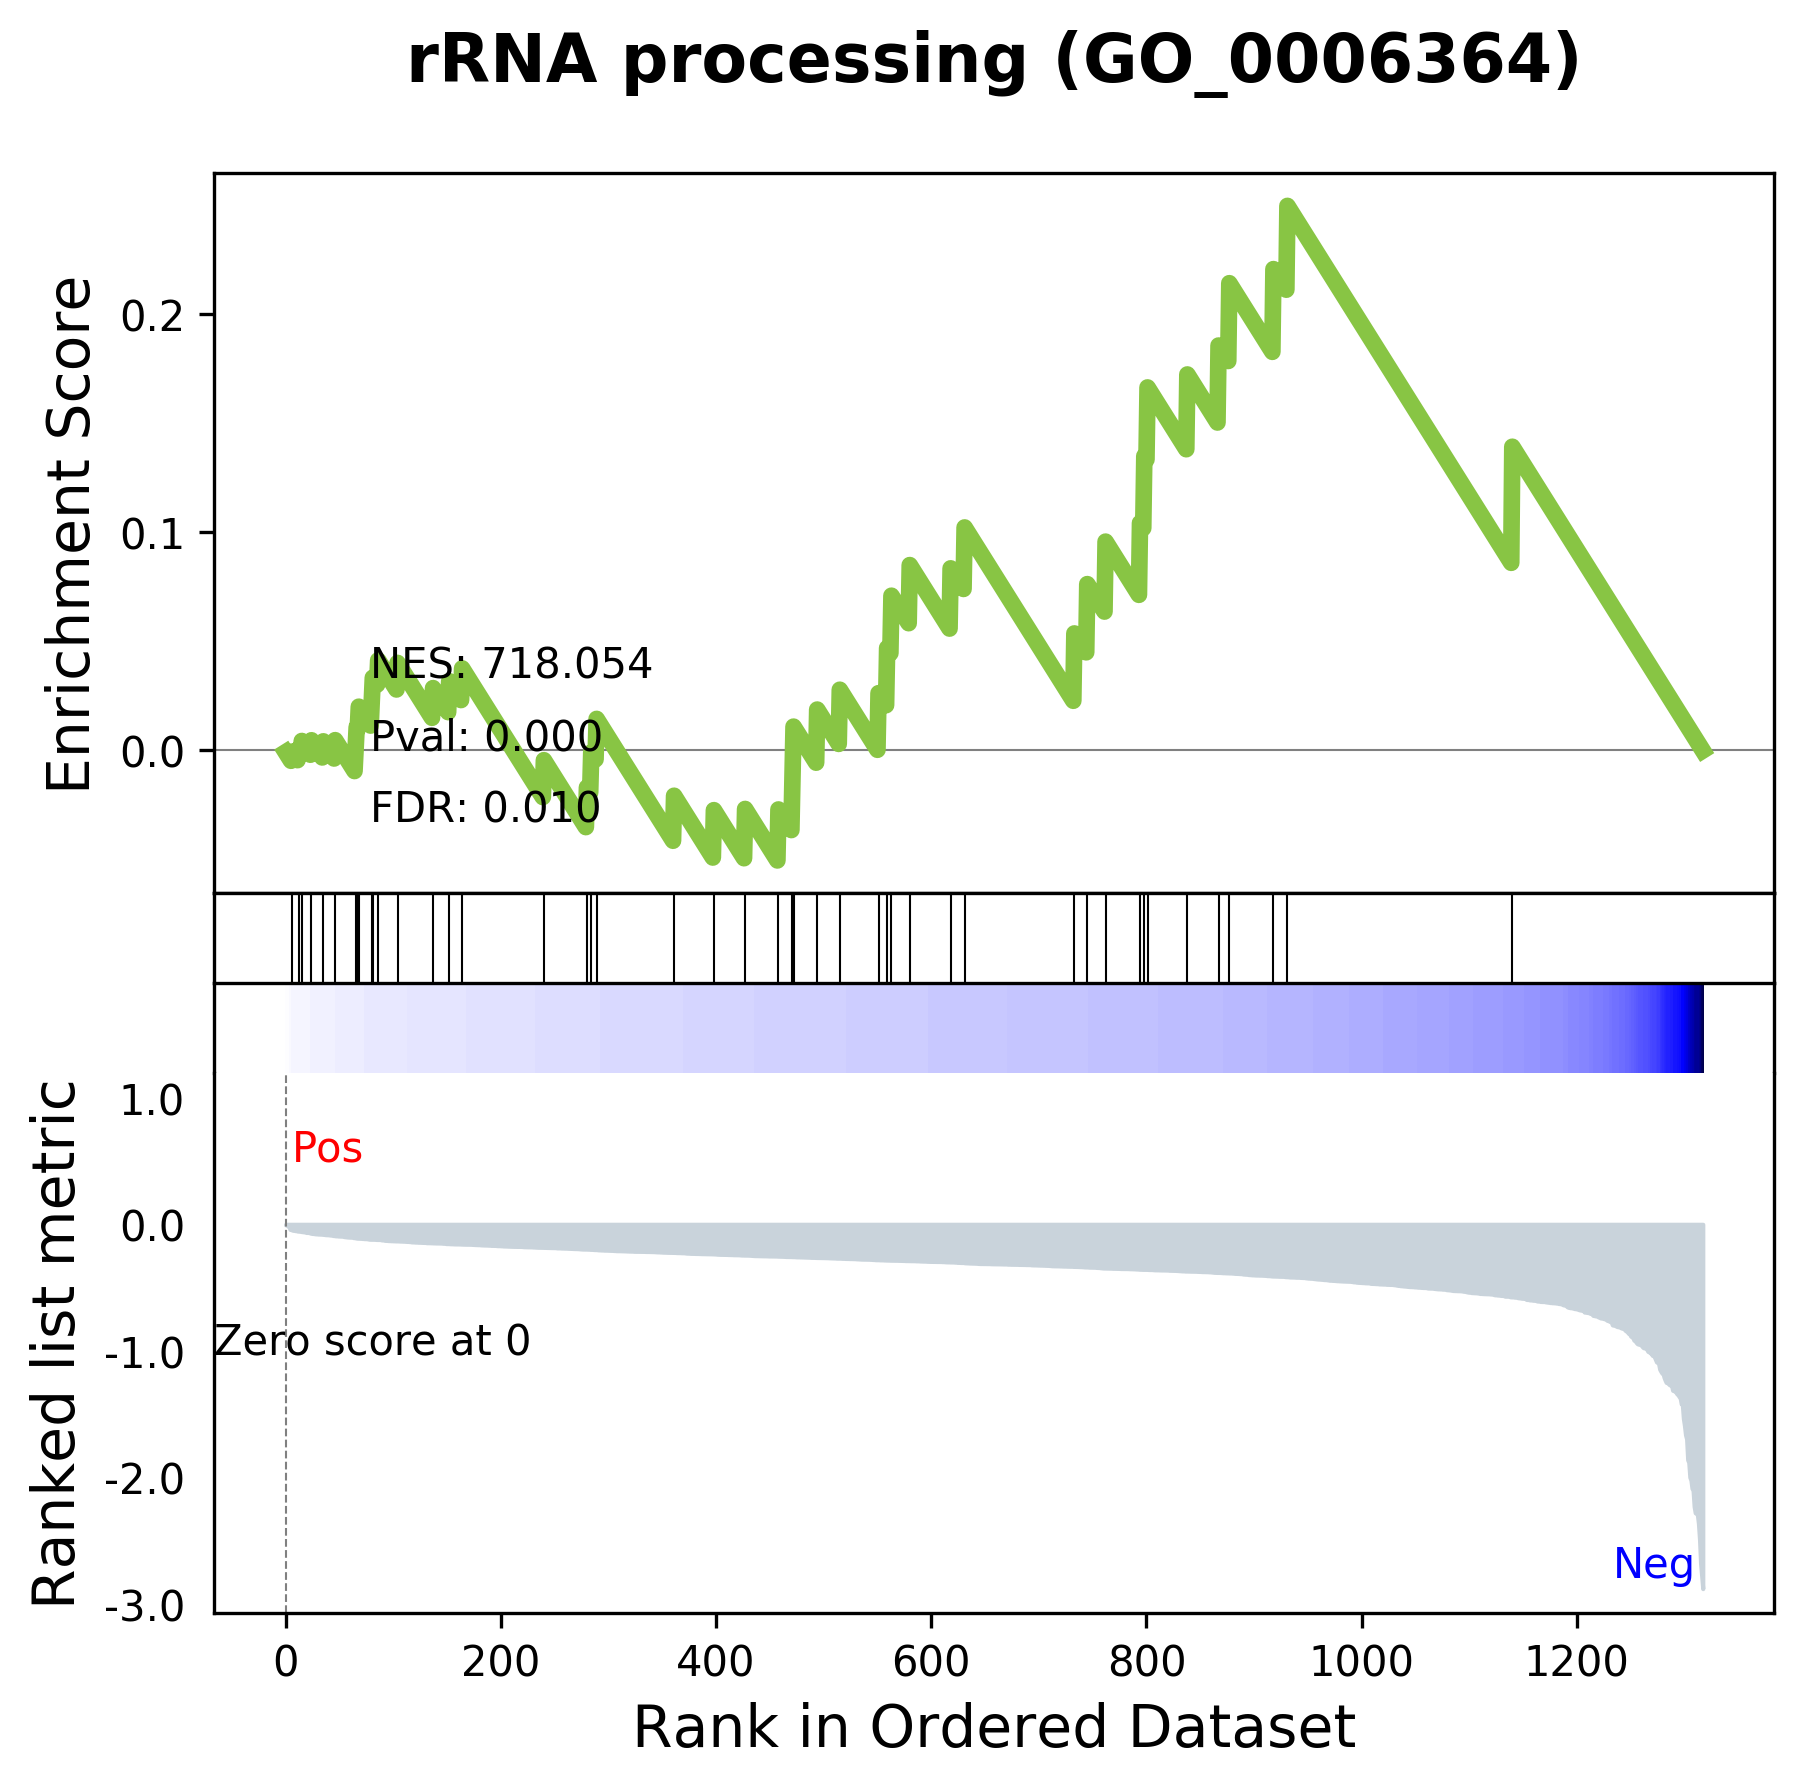 rRNA processing (GO_0006364)
Enrichment Score
0.2
0.1
0.0
NES: 718.054
Pval: 0.000
FDR: 0.010
Ranked list metric
1.0
0.0
-1.0
-2.0
-3.0
Pos
Zero score at 0
Neg
0 200 400 600 800 1000 1200
Rank in Ordered Dataset